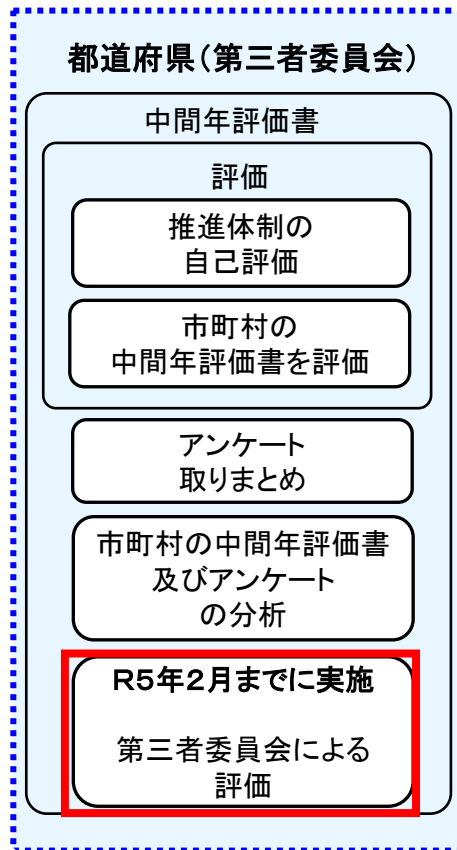 都道府県(第三者委員会)
中間年評価書
評価
推進体制の
自己評価
市町村の
中間年評価書を評価
アンケート
取りまとめ
市町村の中間年評価書
及びアンケート
の分析
R5年2月までに実施
第三者委員会による
評価